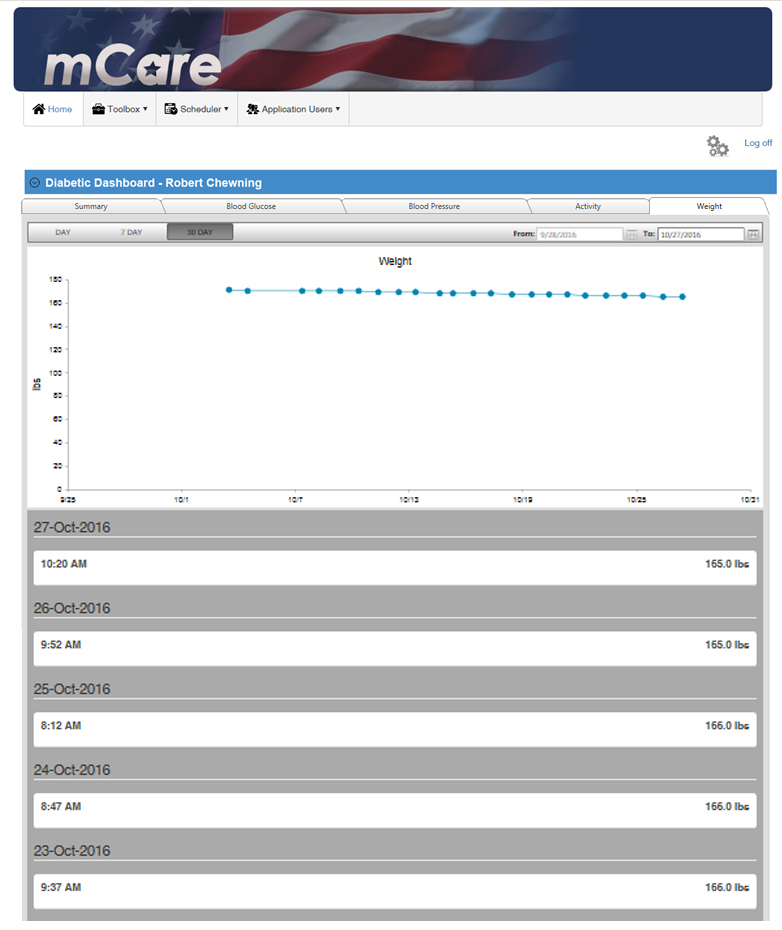 mCare
Home Toolbox Scheduler Application Users
Log off
Diabetic Dashboard - Robert Chewning
Summary Blood Glucose Blood Pressure Activity Weight
DAY 7 DAY 30 DAY From: 9/28/2016 To: 10/27/2016
Weight
180
160
140
120
100
80
60
40
20
0
lbs
9/25 10/1 10/7 10/13 10/19 10/25 10/31
27-Oct-2016
10:20 AM 165.0 lbs
26-Oct-2016
9:52 AM 165.0 lbs
25-Oct-2016
8:12 AM 166.0 lbs
24-Oct-2016
8:47 AM 166.0 lbs
23-Oct-2016
9:37 AM 166.0 lbs